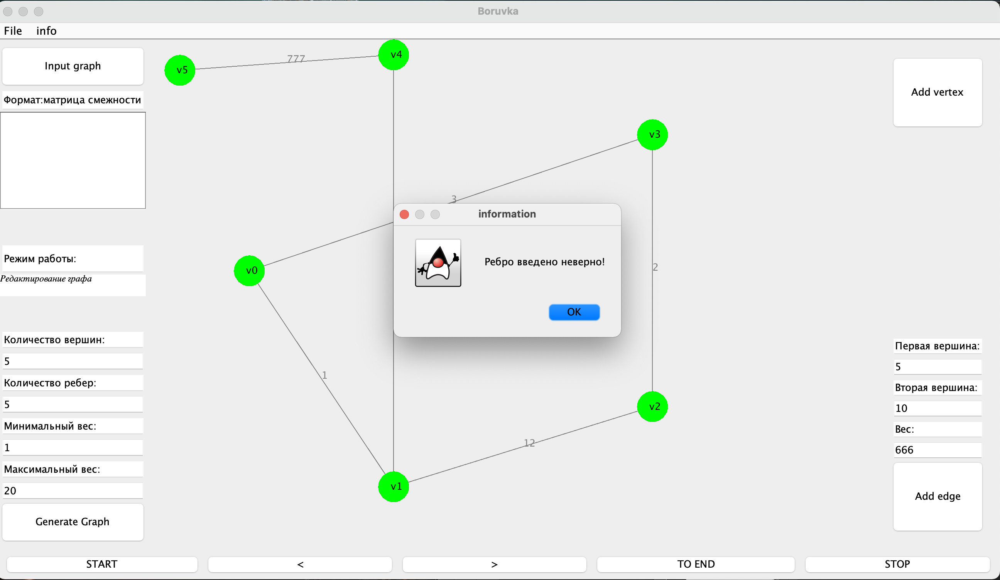 Boruvka
File info
Input graph
Формат:матрица смежности
Режим работы:
Редактирование графа
Количество вершин:
5
Количество ребер:
5
Минимальный вес:
1
Максимальный вес:
20
Generate Graph
v5
777
v4
v3
3
v0
2
1
v2
12
v1
information
Ребро введено неверно!
OK
Add vertex
Первая вершина:
5
Вторая вершина:
10
Вес:
666
Add edge
START
<
>
TO END
STOP